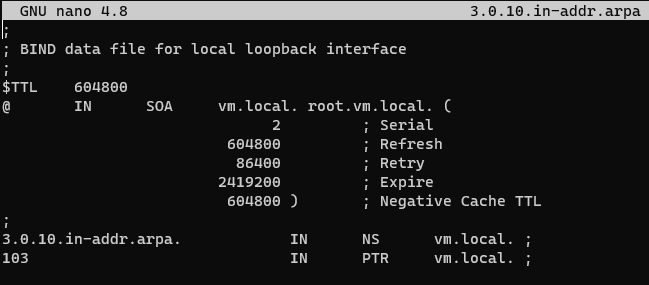 GNU nano 4.8 3.0.10.in-addr.arpa
;
; BIND data file for local loopback interface
;
$TTL 604800
@ IN SOA vm.local. root.vm.local. (
2 ; Serial
604800 ; Refresh
86400 ; Retry
2419200 ; Expire
604800 ) ; Negative Cache TTL
;
3.0.10.in-addr.arpa. IN NS vm.local. ;
103 IN PTR vm.local. ;